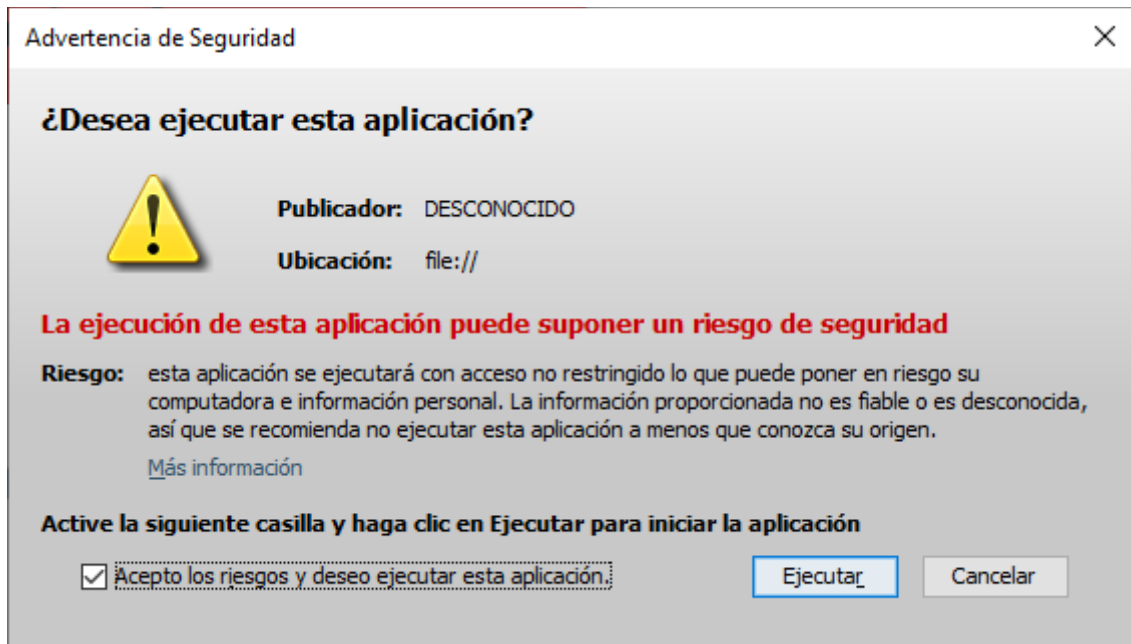 Advertencia de Seguridad
¿Desea ejecutar esta aplicación?
Publicador: DESCONOCIDO
Ubicación: file://
La ejecución de esta aplicación puede suponer un riesgo de seguridad
Riesgo: esta aplicación se ejecutará con acceso no restringido lo que puede poner en riesgo su
computadora e información personal. La información proporcionada no es fiable o es desconocida,
así que se recomienda no ejecutar esta aplicación a menos que conozca su origen.
Más información
Active la siguiente casilla y haga clic en Ejecutar para iniciar la aplicación
Acepto los riesgos y deseo ejecutar esta aplicación. Ejecutar Cancelar